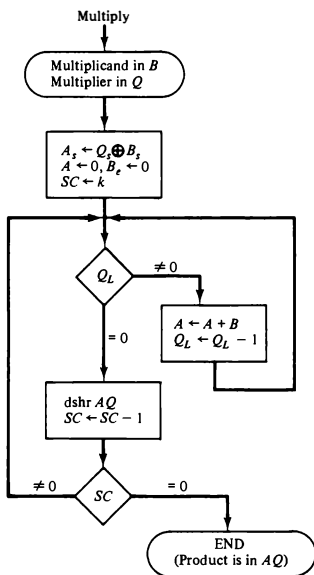 Multiply
Multiplicand in B
Multiplier in Q
A_s ← Q_s ⊕ B_s
A ← 0, B_e ← 0
SC ← k
Q_L
≠ 0
= 0
A ← A + B
Q_L ← Q_L − 1
dshr AQ
SC ← SC − 1
≠ 0
SC
= 0
END
(Product is in AQ)